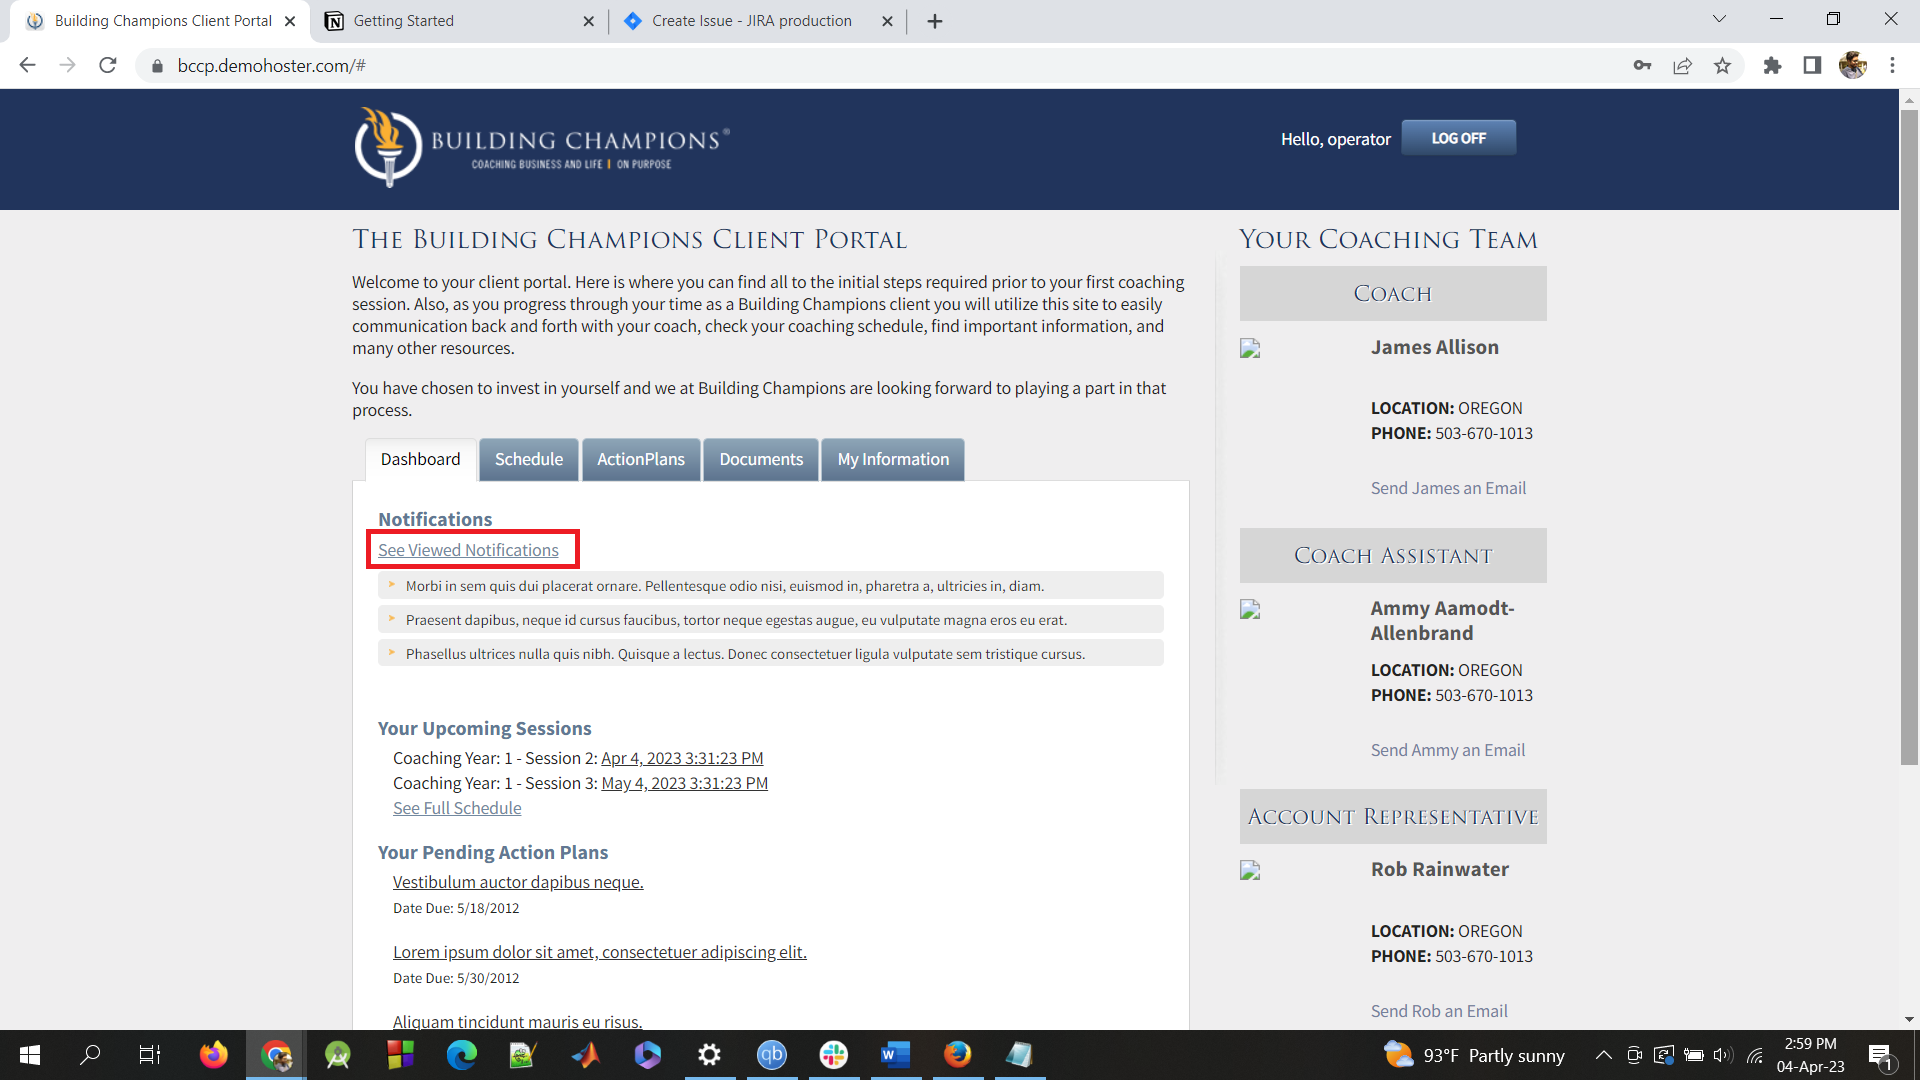 Building Champions Client Portal
Getting Started
Create Issue - JIRA production
bccp.demohoster.com/#
BUILDING CHAMPIONS®
COACHING BUSINESS AND LIFE | ON PURPOSE
Hello, operator
LOG OFF
THE BUILDING CHAMPIONS CLIENT PORTAL
Welcome to your client portal. Here is where you can find all to the initial steps required prior to your first coaching
session. Also, as you progress through your time as a Building Champions client you will utilize this site to easily
communication back and forth with your coach, check your coaching schedule, find important information, and
many other resources.
You have chosen to invest in yourself and we at Building Champions are looking forward to playing a part in that
process.
Dashboard
Schedule
ActionPlans
Documents
My Information
Notifications
See Viewed Notifications
Morbi in sem quis dui placerat ornare. Pellentesque odio nisi, euismod in, pharetra a, ultricies in, diam.
Praesent dapibus, neque id cursus faucibus, tortor neque egestas augue, eu vulputate magna eros eu erat.
Phasellus ultrices nulla quis nibh. Quisque a lectus. Donec consectetuer ligula vulputate sem tristique cursus.
Your Upcoming Sessions
Coaching Year: 1 - Session 2: Apr 4, 2023 3:31:23 PM
Coaching Year: 1 - Session 3: May 4, 2023 3:31:23 PM
See Full Schedule
Your Pending Action Plans
Vestibulum auctor dapibus neque.
Date Due: 5/18/2012
Lorem ipsum dolor sit amet, consectetuer adipiscing elit.
Date Due: 5/30/2012
Aliquam tincidunt mauris eu risus.
YOUR COACHING TEAM
COACH
James Allison
LOCATION: OREGON
PHONE: 503-670-1013
Send James an Email
COACH ASSISTANT
Ammy Aamodt-
Allenbrand
LOCATION: OREGON
PHONE: 503-670-1013
Send Ammy an Email
ACCOUNT REPRESENTATIVE
Rob Rainwater
LOCATION: OREGON
PHONE: 503-670-1013
Send Rob an Email
qb
W
93°F Partly sunny
2:59 PM
04-Apr-23
1